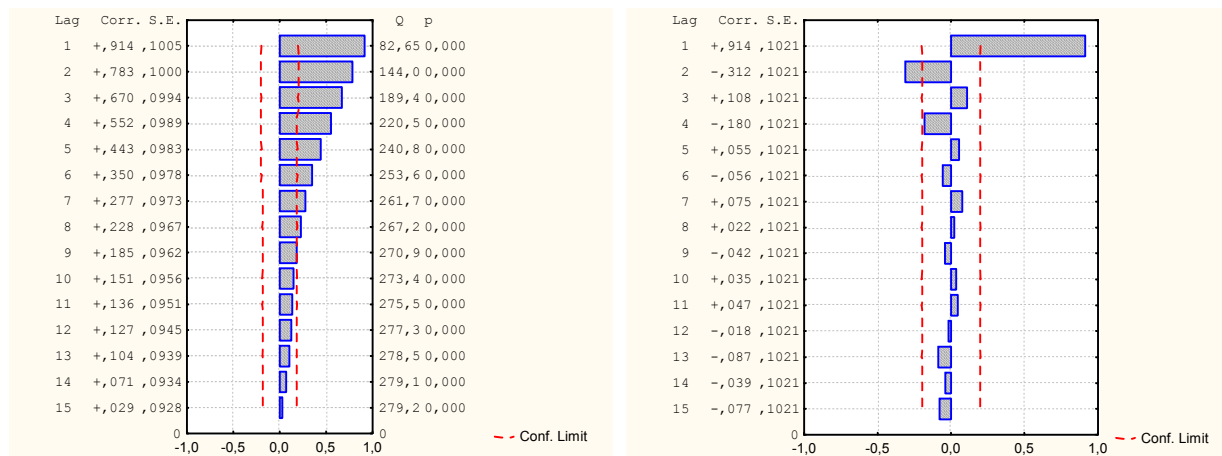 Lag Corr. S.E. Q p
1 +,914 ,1005 82,65 0,000
2 +,783 ,1000 144,0 0,000
3 +,670 ,0994 189,4 0,000
4 +,552 ,0989 220,5 0,000
5 +,443 ,0983 240,8 0,000
6 +,350 ,0978 253,6 0,000
7 +,277 ,0973 261,7 0,000
8 +,228 ,0967 267,2 0,000
9 +,185 ,0962 270,9 0,000
10 +,151 ,0956 273,4 0,000
11 +,136 ,0951 275,5 0,000
12 +,127 ,0945 277,3 0,000
13 +,104 ,0939 278,5 0,000
14 +,071 ,0934 279,1 0,000
15 +,029 ,0928 279,2 0,000
0 0
-1,0 -0,5 0,0 0,5 1,0
Conf. Limit
Lag Corr. S.E.
1 +,914 ,1021
2 -,312 ,1021
3 +,108 ,1021
4 -,180 ,1021
5 +,055 ,1021
6 -,056 ,1021
7 +,075 ,1021
8 +,022 ,1021
9 -,042 ,1021
10 +,035 ,1021
11 +,047 ,1021
12 -,018 ,1021
13 -,087 ,1021
14 -,039 ,1021
15 -,077 ,1021
0
-1,0 -0,5 0,0 0,5 1,0
Conf. Limit